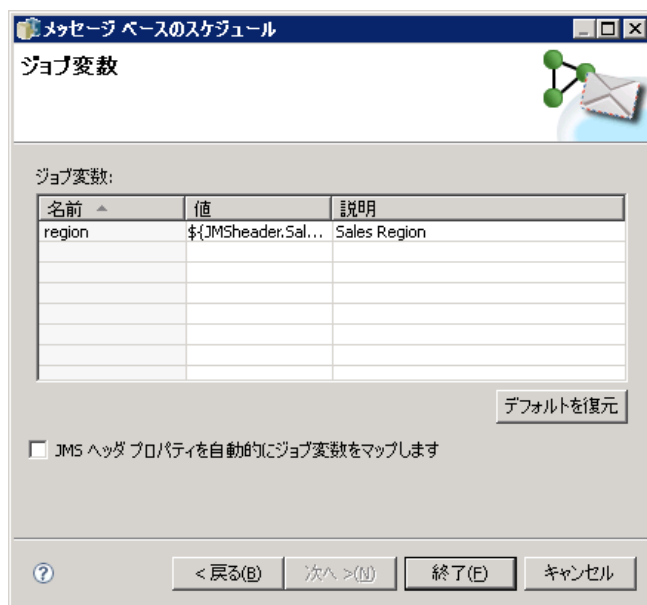 メッセージ ベースのスケジュール
ジョブ変数
ジョブ変数:
名前 値 説明
region ${JMSheader.Sal... Sales Region
デフォルトを復元
JMS ヘッダ プロパティを自動的にジョブ変数をマップします
< 戻る(B) 次へ >(N) 終了(F) キャンセル